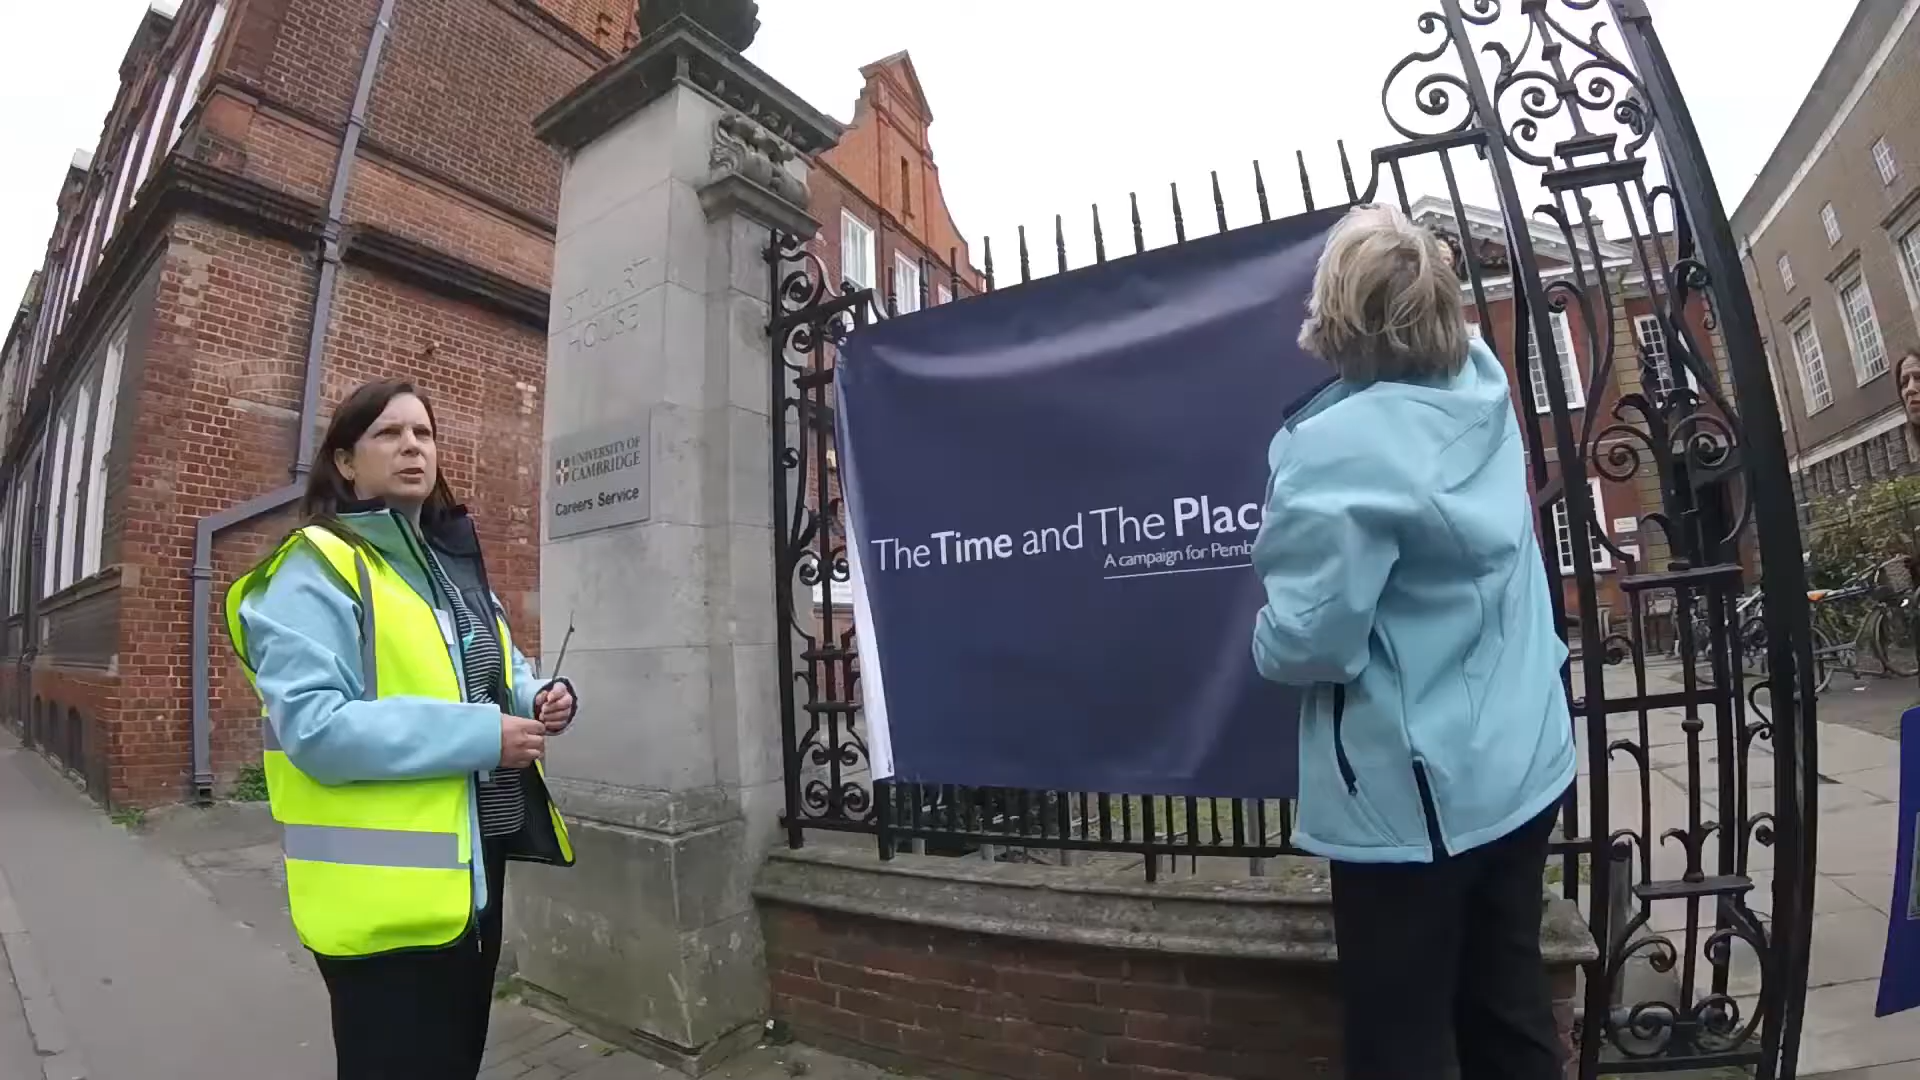 STUART
HOUSE
UNIVERSITY OF
CAMBRIDGE
Careers Service
The Time and The Plac
A campaign for Pemb